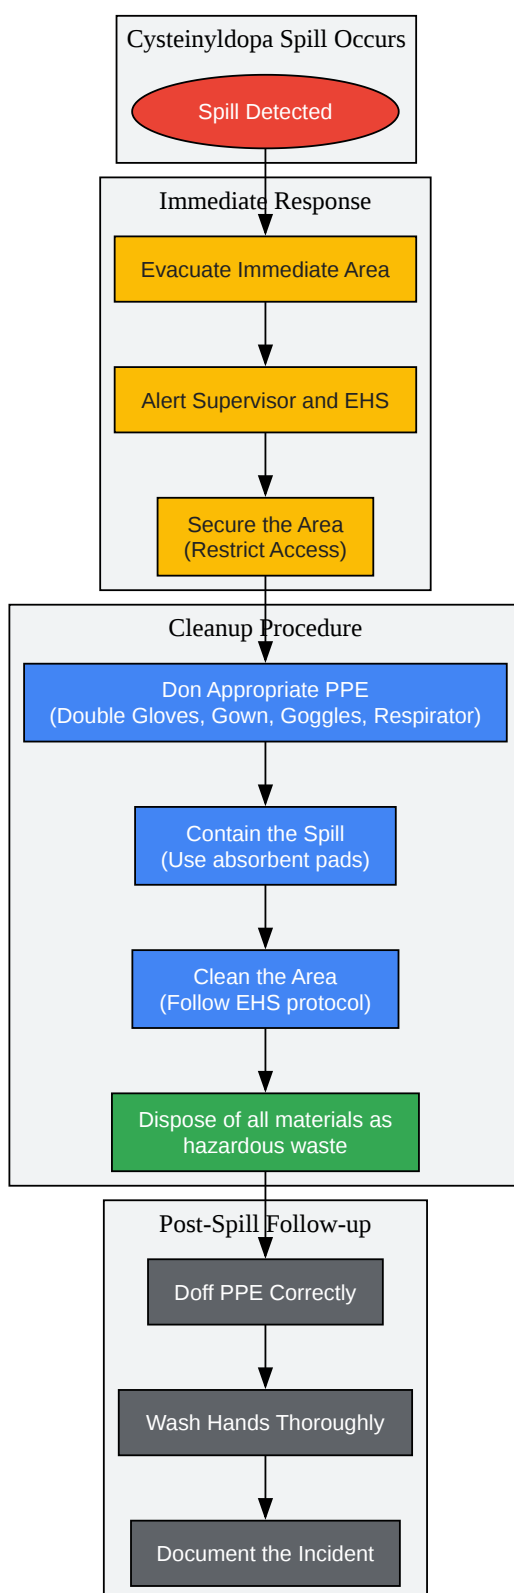 Cysteinyldopa Spill Occurs
Spill Detected
Immediate Response
Evacuate Immediate Area
Alert Supervisor and EHS
Secure the Area
(Restrict Access)
Cleanup Procedure
Don Appropriate PPE
(Double Gloves, Gown, Goggles, Respirator)
Contain the Spill
(Use absorbent pads)
Clean the Area
(Follow EHS protocol)
Dispose of all materials as
hazardous waste
Post-Spill Follow-up
Doff PPE Correctly
Wash Hands Thoroughly
Document the Incident